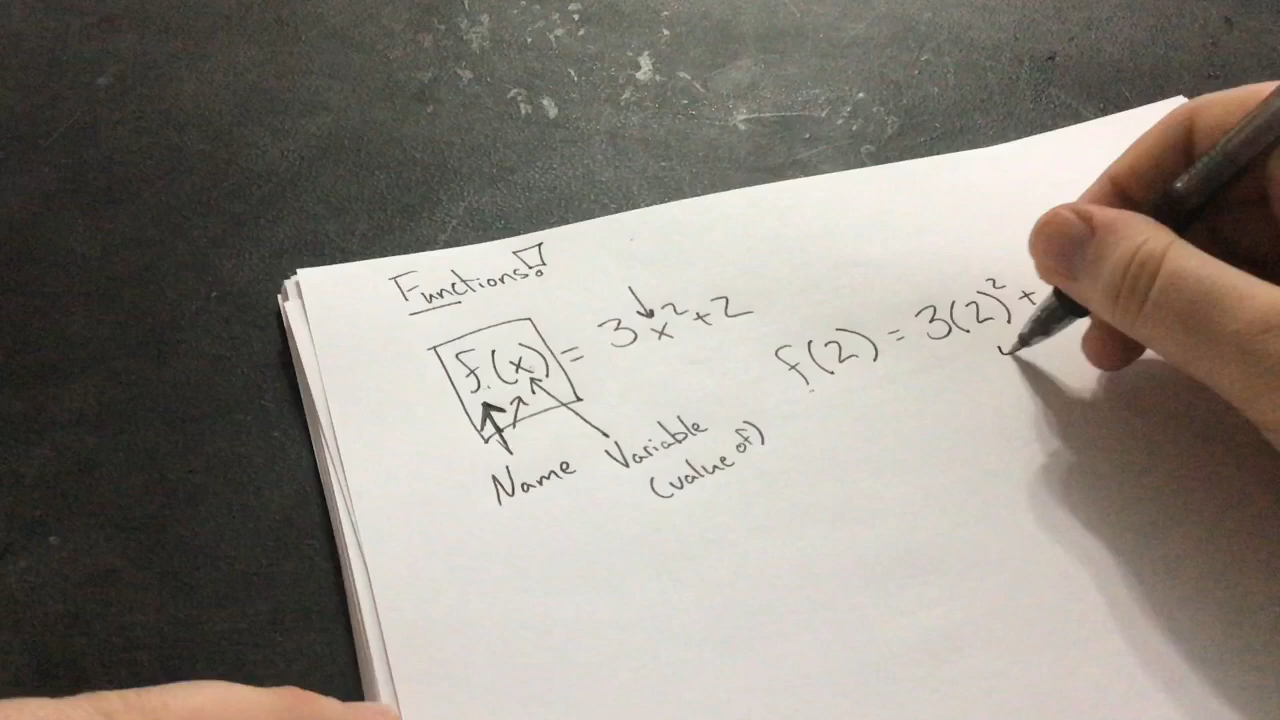 Functions!
f(x) = 3x²+2
f(2) = 3(2)²+
Name Variable
(value of)